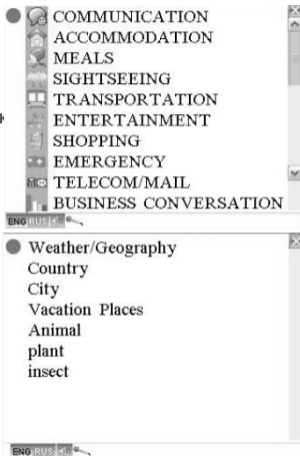 COMMUNICATION
ACCOMMODATION
MEALS
SIGHTSEEING
TRANSPORTATION
ENTERTAINMENT
SHOPPING
EMERGENCY
TELECOM/MAIL
BUSINESS CONVERSATION
ENG RUS
Weather/Geography
Country
City
Vacation Places
Animal
plant
insect
ENG RUS